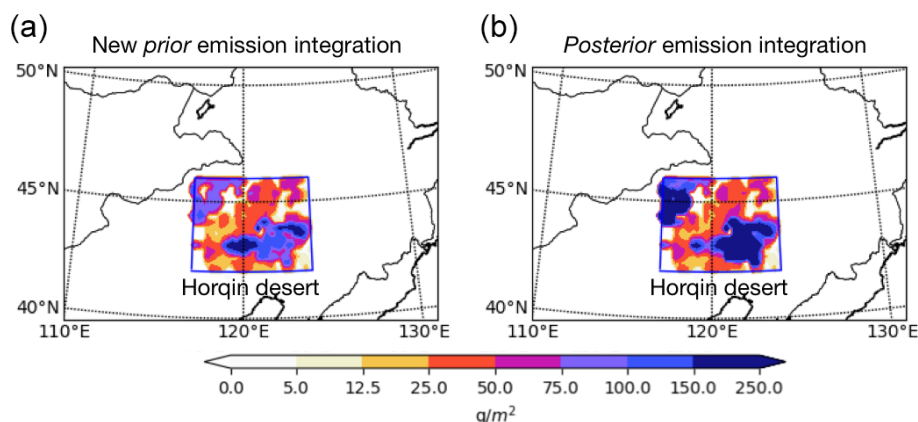 (a)
New prior emission integration
50°N
45°N
40°N
110°E
120°E
130°E
Horqin desert
(b)
Posterior emission integration
50°N
45°N
40°N
110°E
120°E
130°E
Horqin desert
0.0 5.0 12.5 25.0 50.0 75.0 100.0 150.0 250.0
g/m²